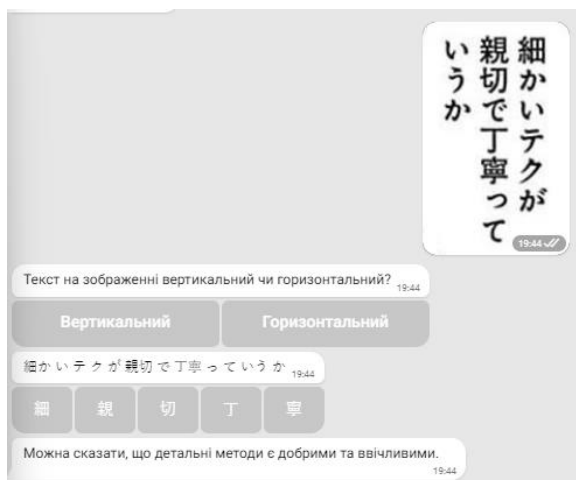 細かいテクが
親切で丁寧って
いうか
19:44
Текст на зображенні вертикальний чи горизонтальний?
19:44
Вертикальний
Горизонтальний
細かいテクが親切で丁寧っていうか
19:44
細
親
切
丁
寧
Можна сказати, що детальні методи є добрими та ввічливими.
19:44